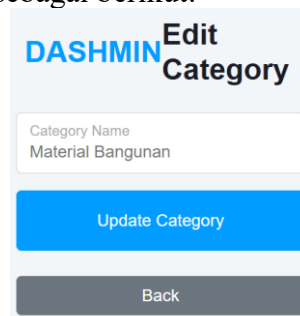 sebagai berikut:
DASHMIN Edit
Category
Category Name
Material Bangunan
Update Category
Back